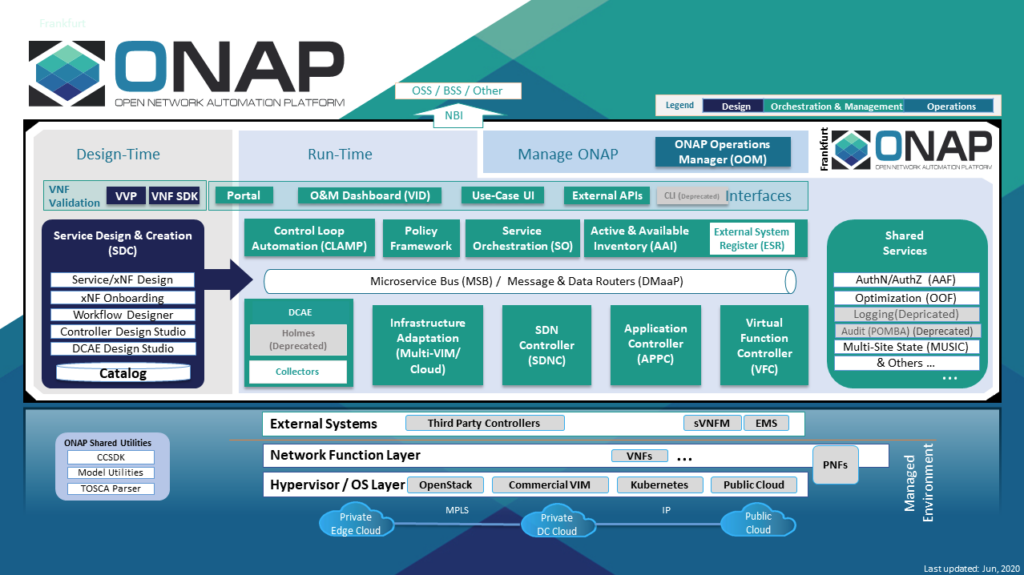 Frankfurt
ONAP
OPEN NETWORK AUTOMATION PLATFORM
OSS / BSS / Other
NBI
Legend
Design
Orchestration & Management
Operations
Design-Time
Run-Time
Manage ONAP
ONAP Operations
Manager (OOM)
Frankfurt
ONAP
OPEN NETWORK AUTOMATION PLATFORM
VNF
Validation
VVP
VNF SDK
Portal
O&M Dashboard (VID)
Use-Case UI
External APIs
CLI (Deprecated)
Interfaces
Service Design & Creation
(SDC)
Service/xNF Design
xNF Onboarding
Workflow Designer
Controller Design Studio
DCAE Design Studio
Catalog
Control Loop
Automation (CLAMP)
Policy
Framework
Service
Orchestration (SO)
Active & Available
Inventory (AAI)
External System
Register (ESR)
Microservice Bus (MSB) / Message & Data Routers (DMaaP)
DCAE
Holmes
(Deprecated)
Collectors
Infrastructure
Adaptation
(Multi-VIM/
Cloud)
SDN
Controller
(SDNC)
Application
Controller
(APPC)
Virtual
Function
Controller
(VFC)
Shared
Services
AuthN/AuthZ (AAF)
Optimization (OOF)
Logging(Depricated)
Audit (POMBA) (Deprecated)
Multi-Site State (MUSIC)
& Others ...
...
ONAP Shared Utilities
CCSDK
Model Utilities
TOSCA Parser
External Systems
Third Party Controllers
sVNFM
EMS
Network Function Layer
VNFs
...
PNFs
Hypervisor / OS Layer
OpenStack
Commercial VIM
Kubernetes
Public Cloud
Managed
Environment
Private
Edge Cloud
MPLS
Private
DC Cloud
IP
Public
Cloud
Last updated: Jun, 2020